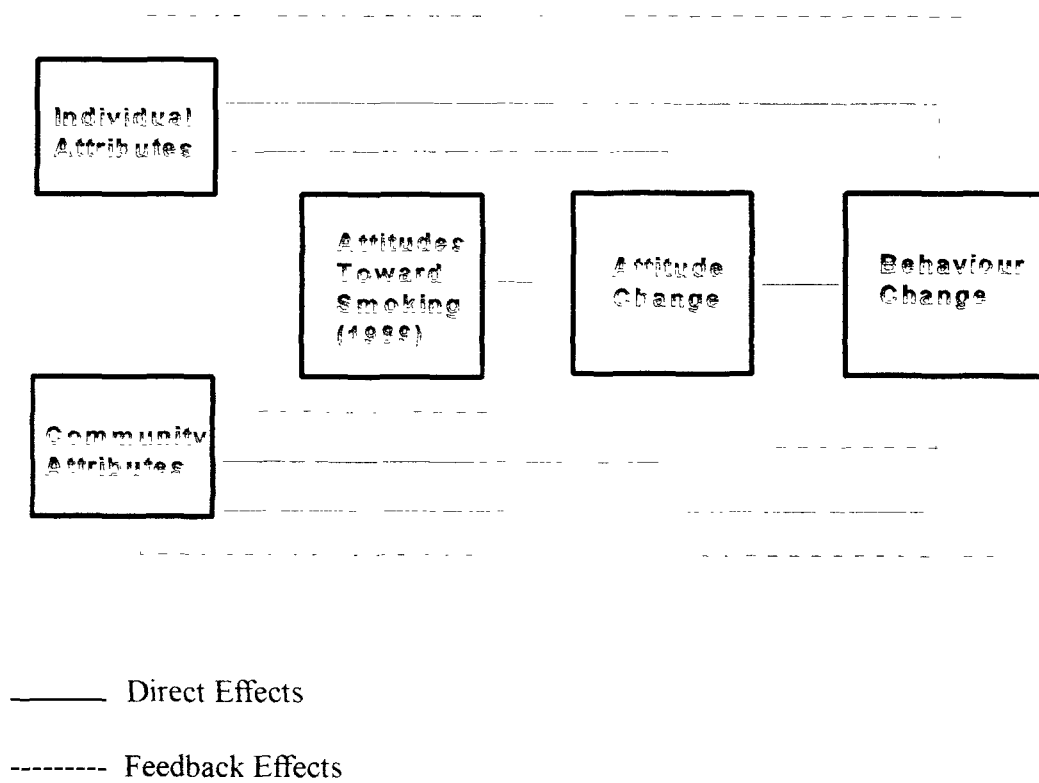 Individual
Attributes
Attitudes
Toward
Smoking
Attitude
Change
Behaviour
Change
Community
Attributes
Direct Effects
Feedback Effects